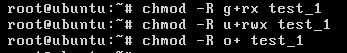 root@ubuntu:~# chmod -R g+rx test_1
root@ubuntu:~# chmod -R u+rwx test_1
root@ubuntu:~# chmod -R o+ test_1